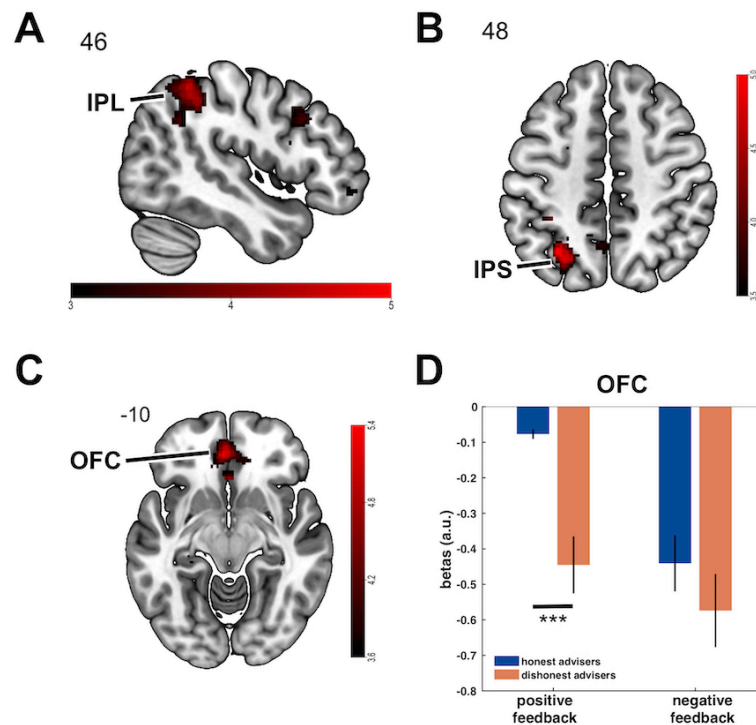 A
46
IPL
3
4
5
B
48
IPS
5.0
4.5
4.0
3.5
C
-10
OFC
5.4
4.8
4.2
3.6
D
OFC
0
-0.1
-0.2
-0.3
-0.4
-0.5
-0.6
-0.7
-0.8
betas (a.u.)
***
honest advisers
dishonest advisers
positive
feedback
negative
feedback